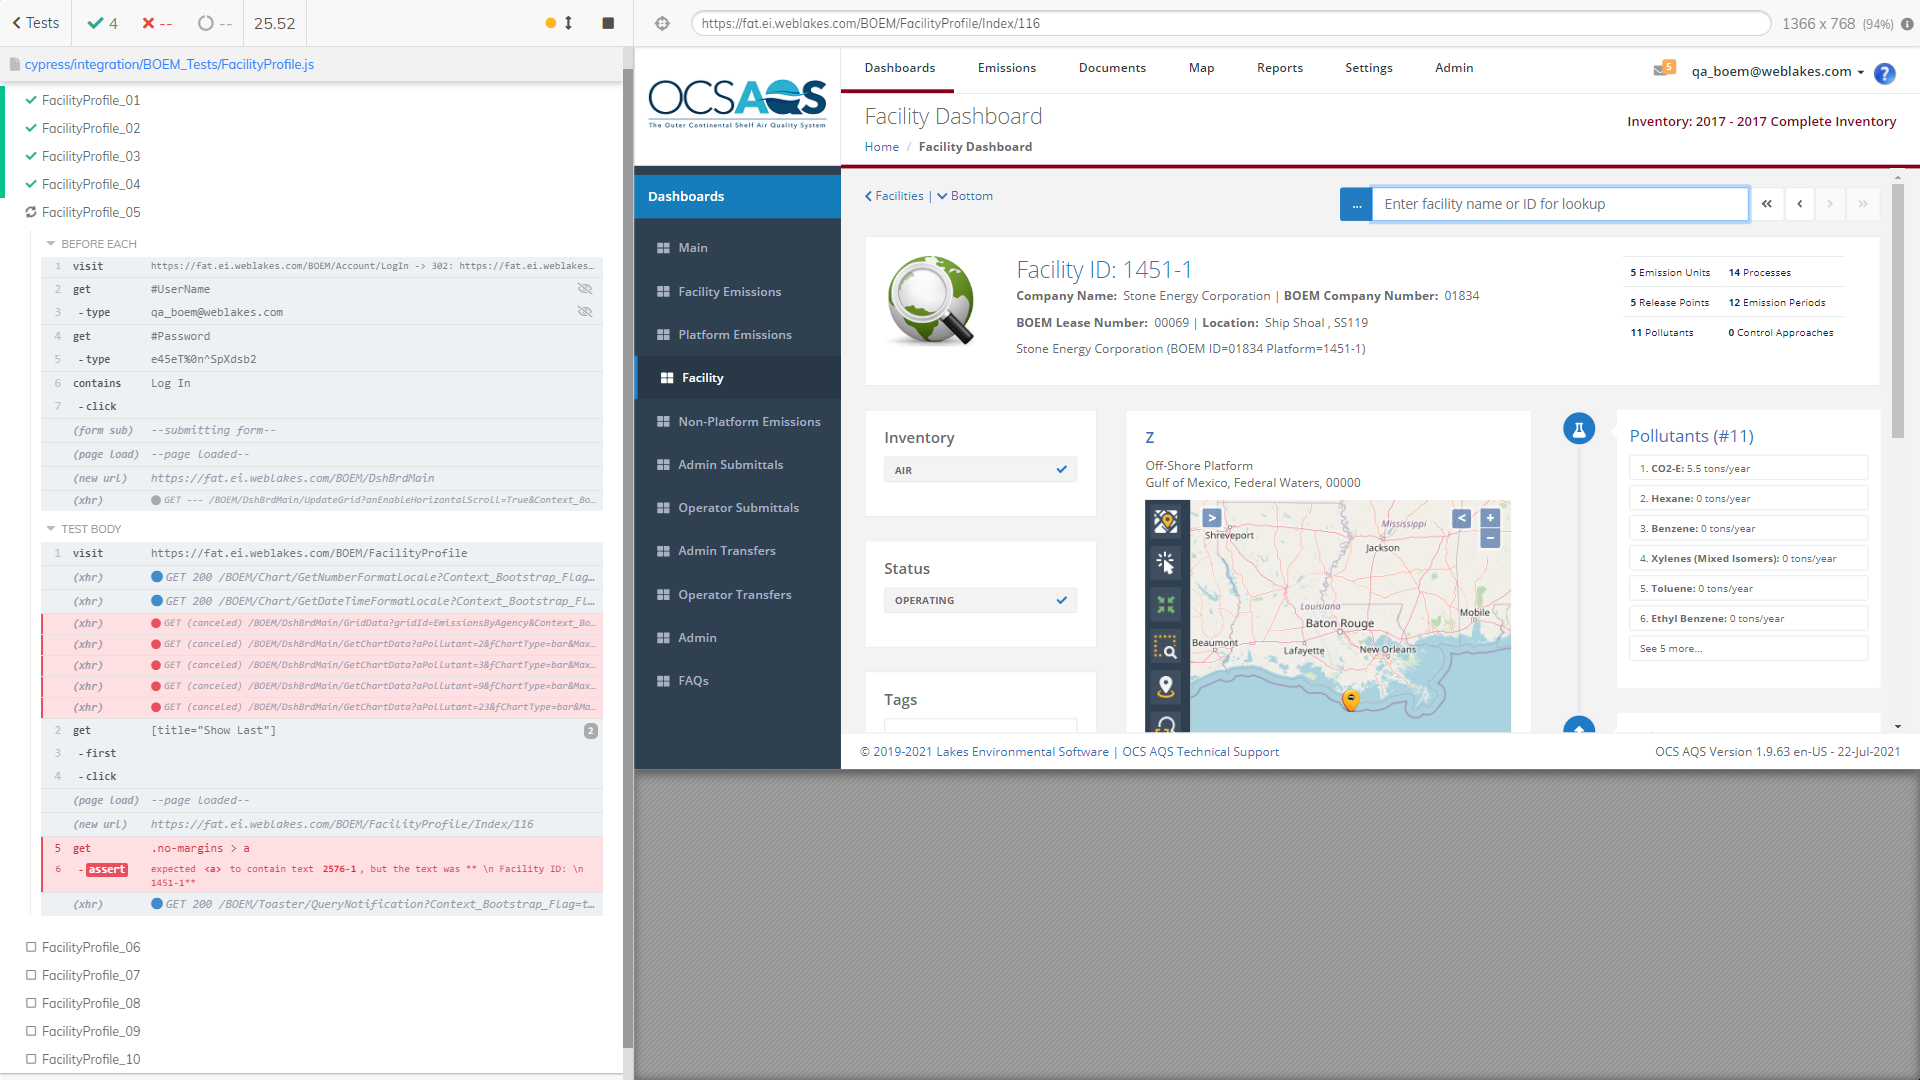 Tests
4
--
--
25.52
cypress/integration/BOEM_Tests/FacilityProfile.js
FacilityProfile_01
FacilityProfile_02
FacilityProfile_03
FacilityProfile_04
FacilityProfile_05
BEFORE EACH
1 visit https://fat.ei.weblakes.com/BOEM/Account/LogIn -> 302: https://fat.ei.weblakes...
2 get #UserName
3 -type qa_boem@weblakes.com
4 get #Password
5 -type e45eT%0n^SpXdsb2
6 contains Log In
7 -click
(form sub) --submitting form--
(page load) --page loaded--
(new url) https://fat.ei.weblakes.com/BOEM/DshBrdMain
(xhr) GET --- /BOEM/DshBrdMain/UpdateGrid?anEnableHorizontalScroll=True&Context_Bo...
TEST BODY
1 visit https://fat.ei.weblakes.com/BOEM/FacilityProfile
(xhr) GET 200 /BOEM/Chart/GetNumberFormatLocale?Context_Bootstrap_Flag...
(xhr) GET 200 /BOEM/Chart/GetDateTimeFormatLocale?Context_Bootstrap_Fl...
(xhr) GET (canceled) /BOEM/DshBrdMain/GridData?gridId=EmissionsByAgency&Context_Bo...
(xhr) GET (canceled) /BOEM/DshBrdMain/GetChartData?aPollutant=2&fChartType=bar&Max...
(xhr) GET (canceled) /BOEM/DshBrdMain/GetChartData?aPollutant=3&fChartType=bar&Max...
(xhr) GET (canceled) /BOEM/DshBrdMain/GetChartData?aPollutant=9&fChartType=bar&Max...
(xhr) GET (canceled) /BOEM/DshBrdMain/GetChartData?aPollutant=23&fChartType=bar&Ma...
2 get [title="Show Last"] 2
3 -first
4 -click
(page load) --page loaded--
(new url) https://fat.ei.weblakes.com/BOEM/FacilityProfile/Index/116
5 get .no-margins > a
6 -assert expected <a> to contain text 2576-1, but the text was ** \n Facility ID: \n
1451-1**
(xhr) GET 200 /BOEM/Toaster/QueryNotification?Context_Bootstrap_Flag=t...
FacilityProfile_06
FacilityProfile_07
FacilityProfile_08
FacilityProfile_09
FacilityProfile_10
https://fat.ei.weblakes.com/BOEM/FacilityProfile/Index/116
1366 x 768 (94%)
OCSAQS
The Outer Continental Shelf Air Quality System
Dashboards
Emissions
Documents
Map
Reports
Settings
Admin
5
qa_boem@weblakes.com
?
Facility Dashboard
Home / Facility Dashboard
Inventory: 2017 - 2017 Complete Inventory
Dashboards
Main
Facility Emissions
Platform Emissions
Facility
Non-Platform Emissions
Admin Submittals
Operator Submittals
Admin Transfers
Operator Transfers
Admin
FAQs
Facilities | Bottom
...
Enter facility name or ID for lookup
Facility ID: 1451-1
Company Name: Stone Energy Corporation | BOEM Company Number: 01834
BOEM Lease Number: 00069 | Location: Ship Shoal , SS119
Stone Energy Corporation (BOEM ID=01834 Platform=1451-1)
5 Emission Units 14 Processes
5 Release Points 12 Emission Periods
11 Pollutants 0 Control Approaches
Inventory
AIR
Status
OPERATING
Tags
Z
Off-Shore Platform
Gulf of Mexico, Federal Waters, 00000
>
<
+
−
Mississippi
Shreveport
Jackson
Louisiana
Mobile
Baton Rouge
Beaumont
Lafayette
New Orleans
Pollutants (#11)
1. CO2-E: 5.5 tons/year
2. Hexane: 0 tons/year
3. Benzene: 0 tons/year
4. Xylenes (Mixed Isomers): 0 tons/year
5. Toluene: 0 tons/year
6. Ethyl Benzene: 0 tons/year
See 5 more...
© 2019-2021 Lakes Environmental Software | OCS AQS Technical Support
OCS AQS Version 1.9.63 en-US - 22-Jul-2021